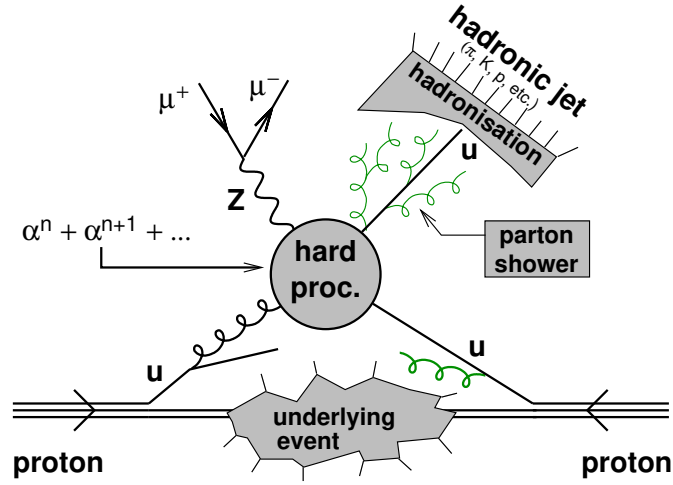 μ⁺
μ⁻
hadronic jet
(π, K, p, etc.)
hadronisation
u
Z
αⁿ + αⁿ⁺¹ + ...
hard
proc.
parton
shower
u
u
underlying
event
proton
proton